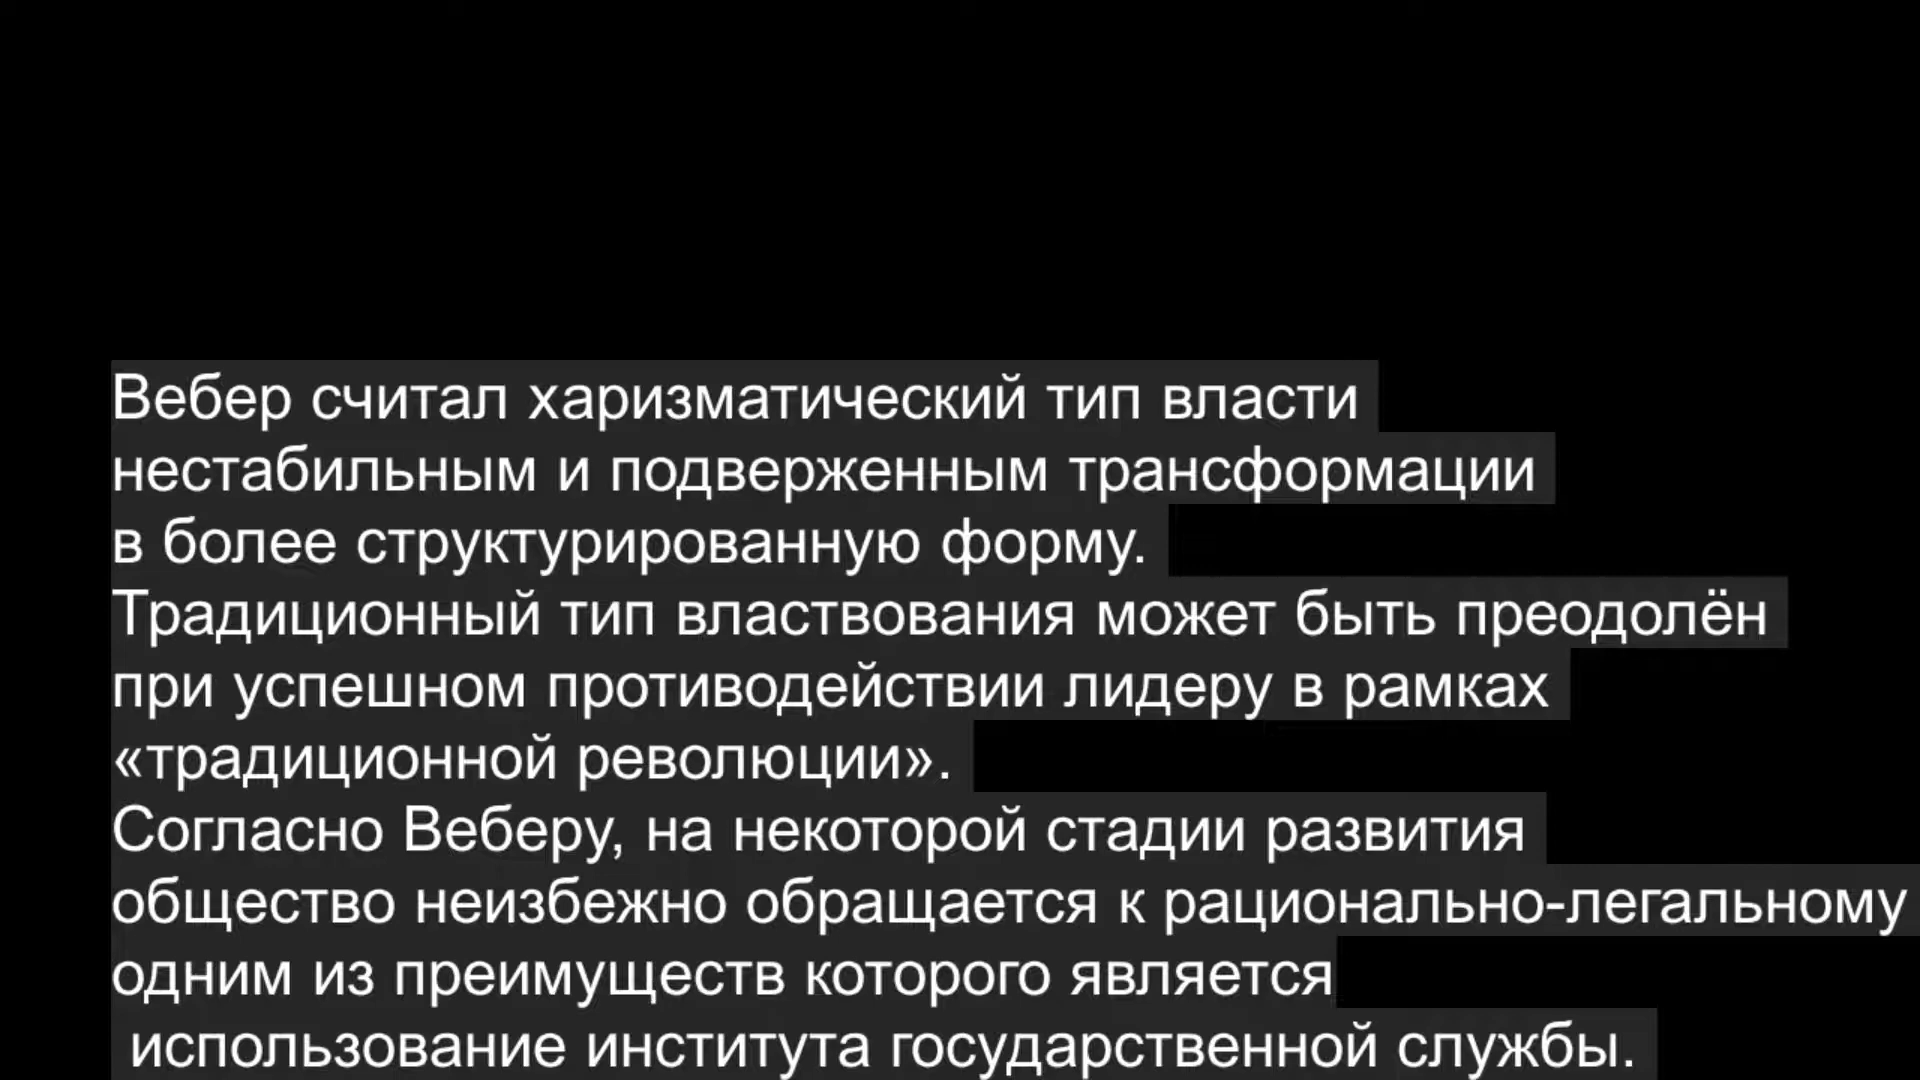 Вебер считал харизматический тип власти
нестабильным и подверженным трансформации
в более структурированную форму.
Традиционный тип властвования может быть преодолён
при успешном противодействии лидеру в рамках
«традиционной революции».
Согласно Веберу, на некоторой стадии развития
общество неизбежно обращается к рационально-легальному
одним из преимуществ которого является
использование института государственной службы.